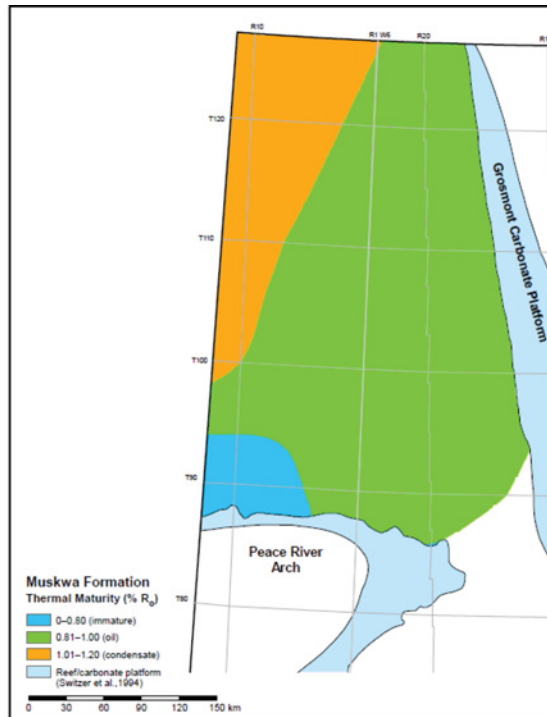 R10
R1 W6
R20
R1
T120
T110
T100
T90
T80
Grosmont Carbonate Platform
Peace River
Arch
Muskwa Formation
Thermal Maturity (% Ro)
0–0.80 (immature)
0.81–1.00 (oil)
1.01–1.20 (condensate)
Reef/carbonate platform
(Switzer et al.,1994)
0 30 60 90 120 150 km